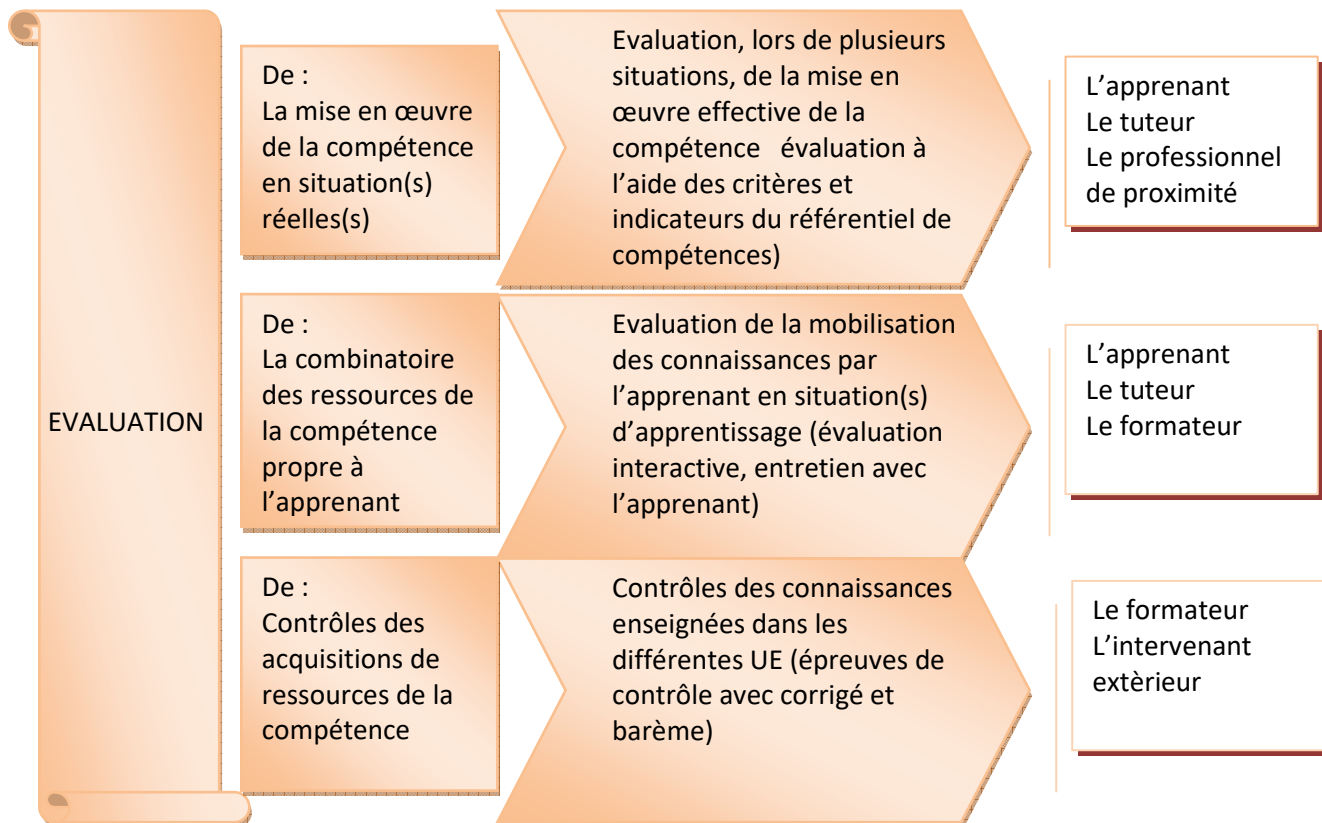 EVALUATION
De :
La mise en œuvre
de la compétence
en situation(s)
réelles(s)
Evaluation, lors de plusieurs
situations, de la mise en
œuvre effective de la
compétence   évaluation à
l’aide des critères et
indicateurs du référentiel de
compétences)
L’apprenant
Le tuteur
Le professionnel
de proximité
De :
La combinatoire
des ressources de
la compétence
propre à
l’apprenant
Evaluation de la mobilisation
des connaissances par
l’apprenant en situation(s)
d’apprentissage (évaluation
interactive, entretien avec
l’apprenant)
L’apprenant
Le tuteur
Le formateur
De :
Contrôles des
acquisitions de
ressources de la
compétence
Contrôles des connaissances
enseignées dans les
différentes UE (épreuves de
contrôle avec corrigé et
barème)
Le formateur
L’intervenant
extèrieur